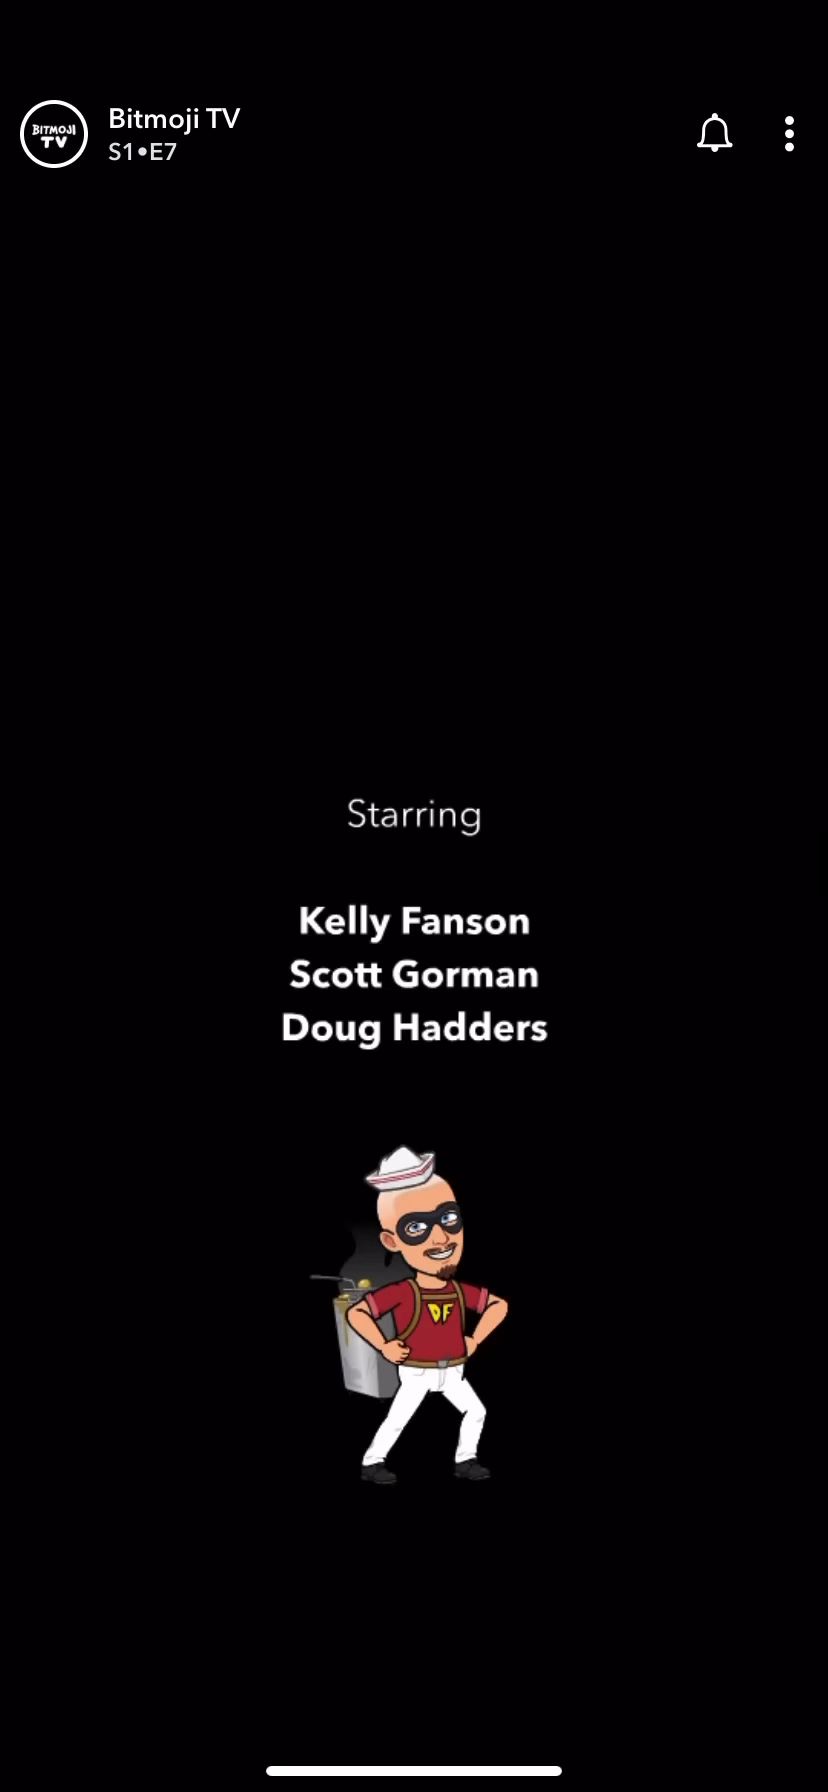 BITMOJI
TV
Bitmoji TV
S1•E7
Starring
Kelly Fanson
Scott Gorman
Doug Hadders
DF